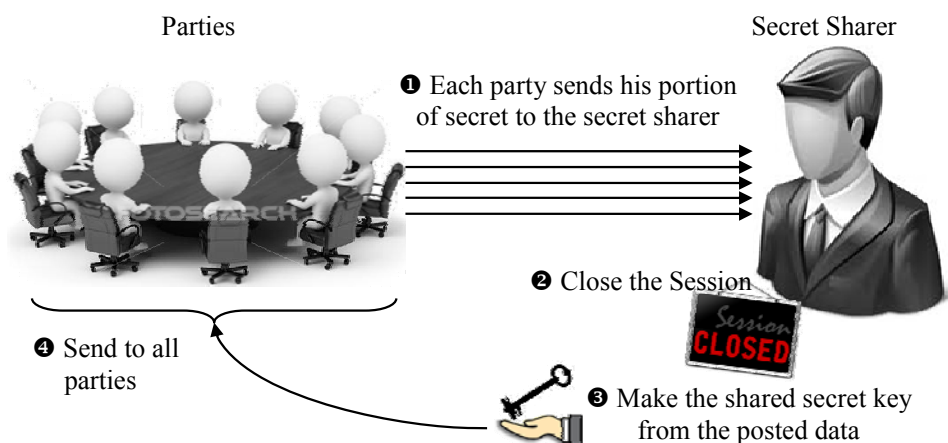 Parties
Secret Sharer
❶ Each party sends his portion
of secret to the secret sharer
FOTOSEARCH
❷ Close the Session
Session
CLOSED
❹ Send to all
parties
❸ Make the shared secret key
from the posted data